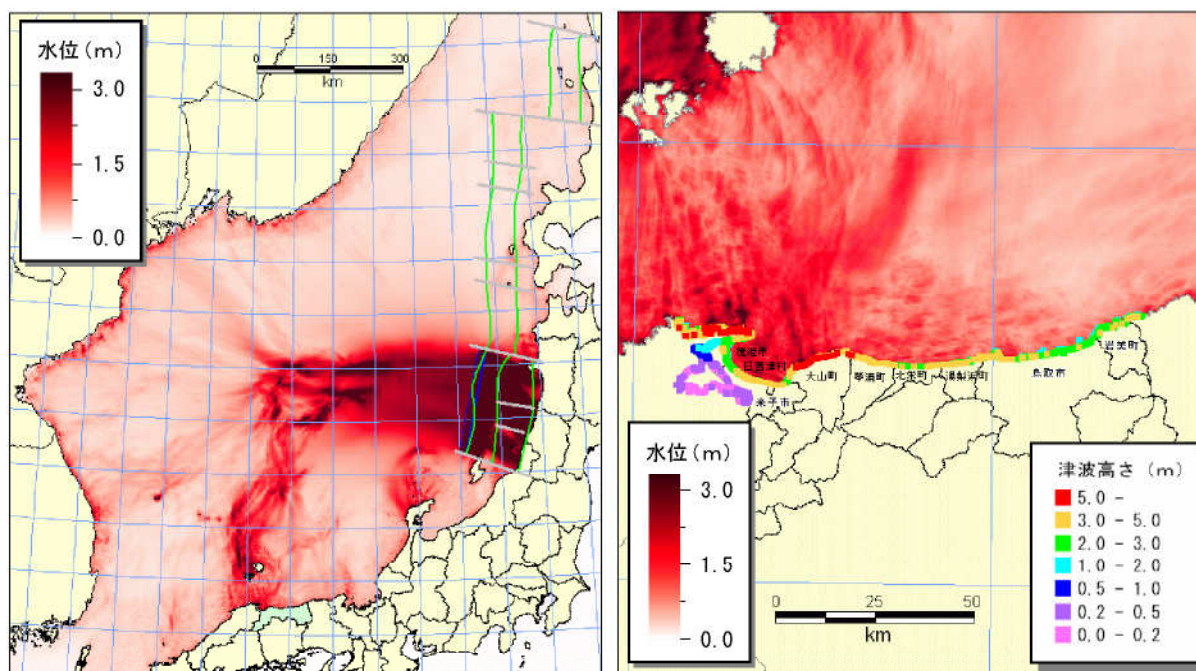 水位(m)
3.0
1.5
0.0
0 150 300
km
境港市
日吉津村
大山町
琴浦町
北栄町
湯梨浜町
鳥取市
岩美町
米子市
水位(m)
3.0
1.5
0.0
0 25 50
km
津波高さ (m)
5.0 -
3.0 - 5.0
2.0 - 3.0
1.0 - 2.0
0.5 - 1.0
0.2 - 0.5
0.0 - 0.2